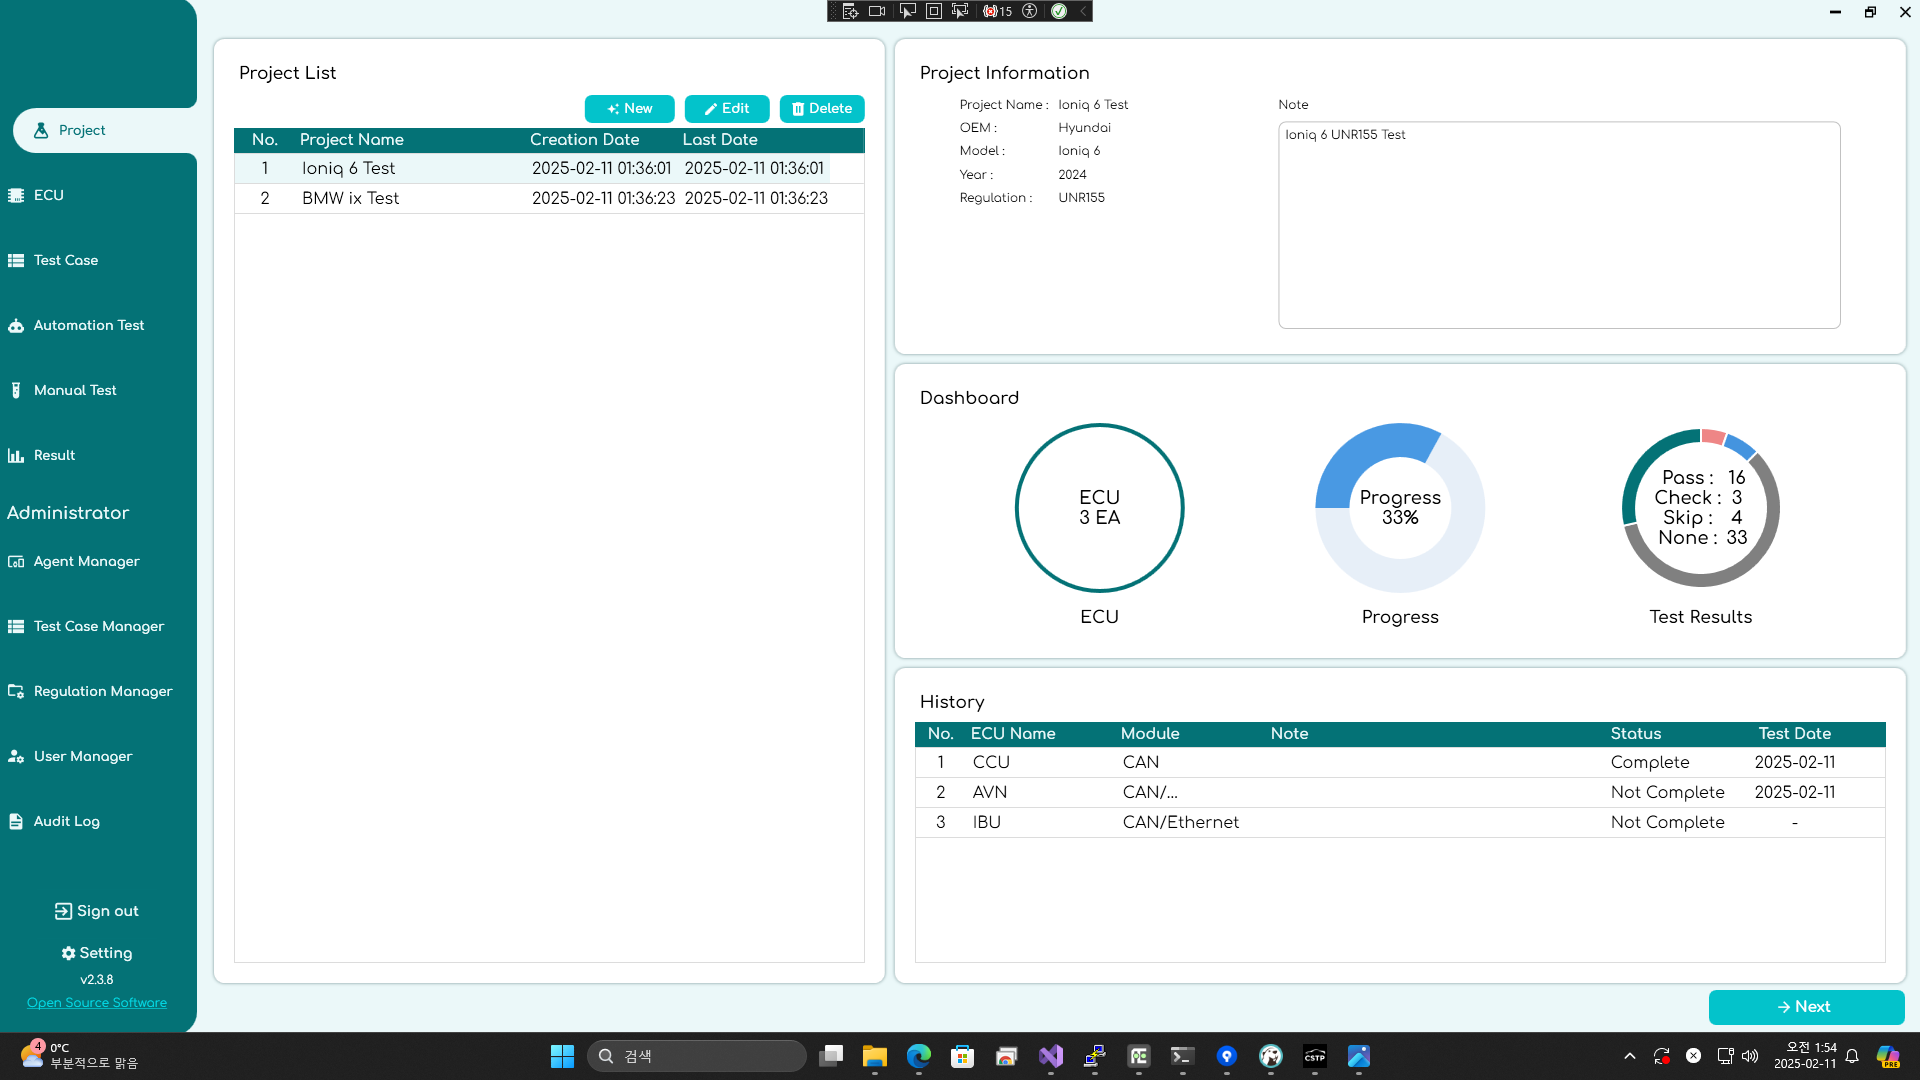 15
Project
ECU
Test Case
Automation Test
Manual Test
Result
Administrator
Agent Manager
Test Case Manager
Regulation Manager
User Manager
Audit Log
Sign out
Setting
v2.3.8
Open Source Software
Project List
New Edit Delete
No. Project Name Creation Date Last Date
1 Ioniq 6 Test 2025-02-11 01:36:01 2025-02-11 01:36:01
2 BMW ix Test 2025-02-11 01:36:23 2025-02-11 01:36:23
Project Information
Project Name : Ioniq 6 Test
OEM : Hyundai
Model : Ioniq 6
Year : 2024
Regulation : UNR155
Note
Ioniq 6 UNR155 Test
Dashboard
ECU
3 EA
ECU
Progress
33%
Progress
Pass : 16
Check : 3
Skip : 4
None : 33
Test Results
History
No. ECU Name Module Note Status Test Date
1 CCU CAN Complete 2025-02-11
2 AVN CAN/... Not Complete 2025-02-11
3 IBU CAN/Ethernet Not Complete -
Next
4
0°C
부분적으로 맑음
검색
CSTP
오전 1:54
2025-02-11
PRE